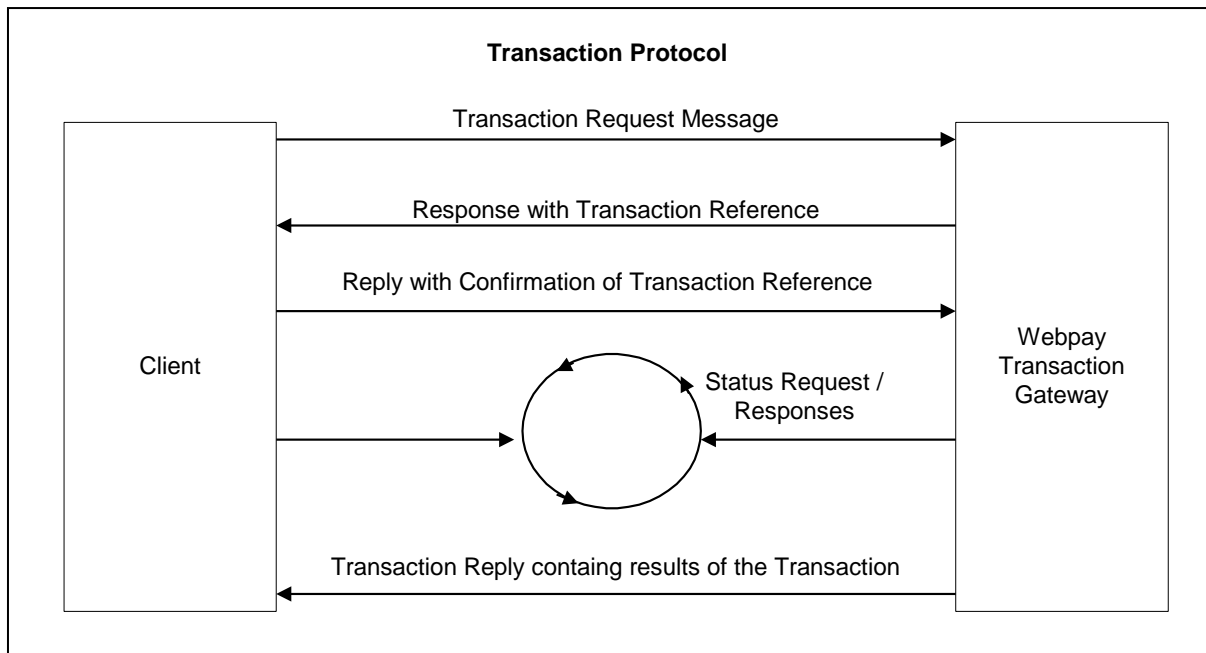 Transaction Protocol
Transaction Request Message
Response with Transaction Reference
Reply with Confirmation of Transaction Reference
Client
Status Request /
Responses
Webpay
Transaction
Gateway
Transaction Reply containg results of the Transaction